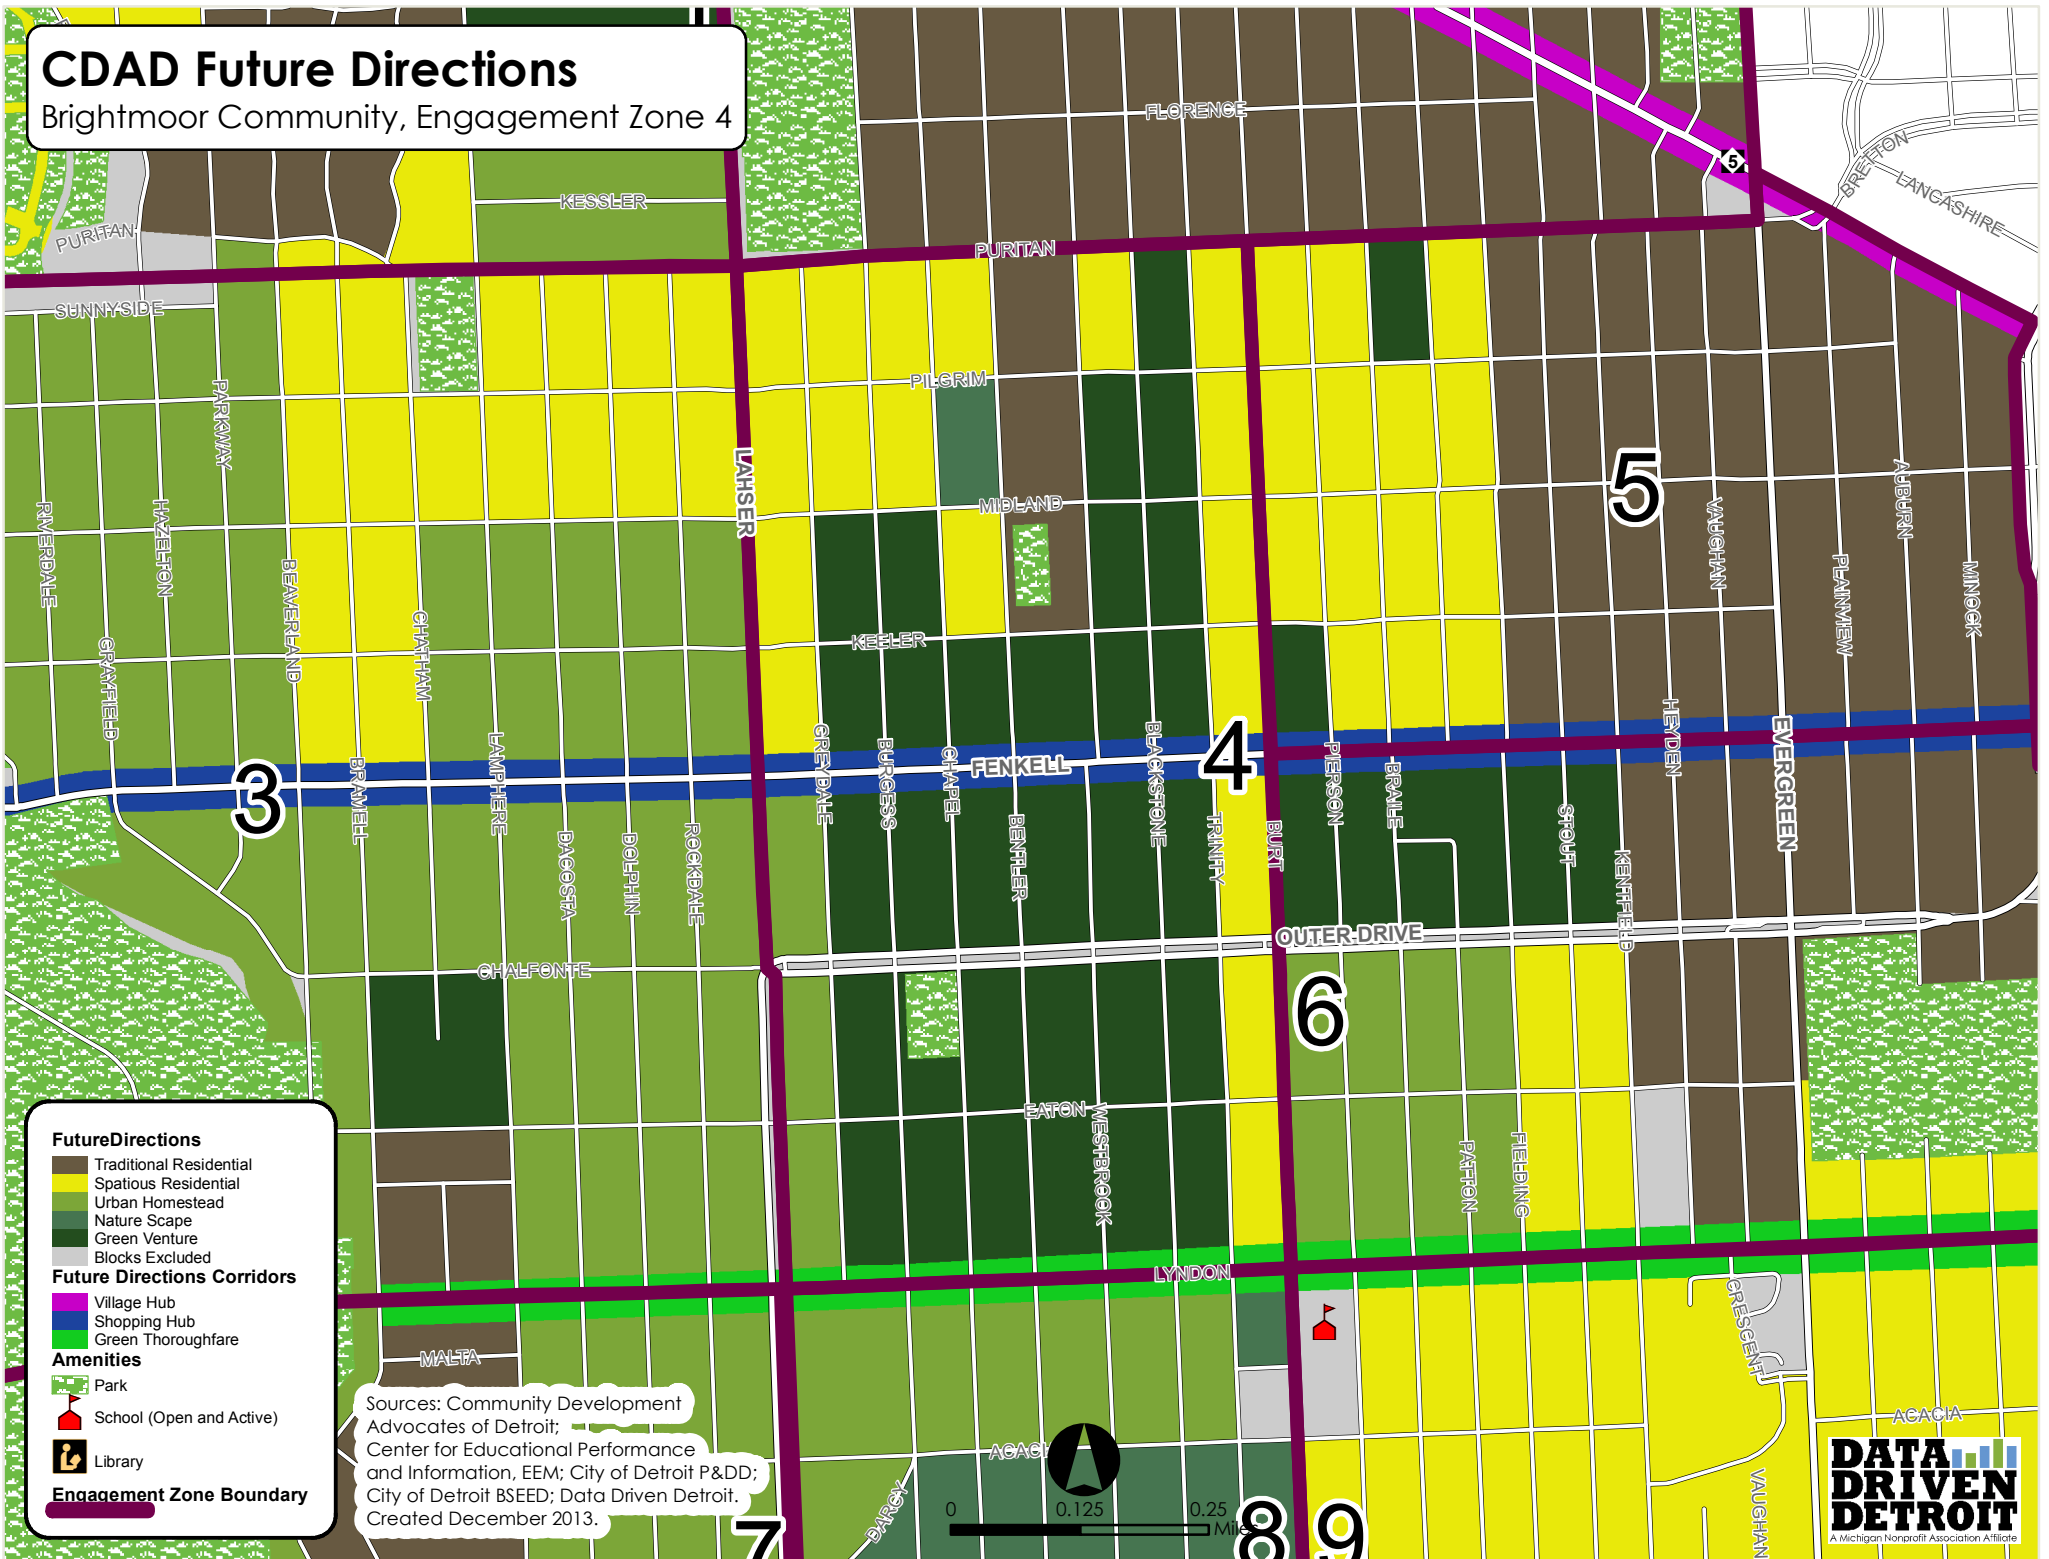 CDAD Future Directions
Brightmoor Community, Engagement Zone 4
FLORENCE
5
BRETTON
LANCASHIRE
KESSLER
PURITAN
PURITAN
SUNNYSIDE
PILGRIM
PARKWAY
LAHSER
MIDLAND
5
AUBURN
VAUGHAN
RIVERDALE
HAZELTON
BEAVERLAND
PLAINVIEW
MINOCK
CHATHAM
GRAYFIELD
KEELER
HEYDEN
EVERGREEN
GREYDALE
BURGESS
CHAPEL
BLACKSTONE
4
PIERSON
FENKELL
3
BRAMELL
LAMPHERE
BRAILE
DACOSTA
DOLPHIN
ROCKDALE
BENTLER
TRINITY
BURT
STOUT
KENTFIELD
OUTER DRIVE
CHALFONTE
6
EATON
WESTBROOK
PATTON
FIELDING
LYNDON
CRESCENT
MALTA
ACACIA
DARCY
VAUGHAN
7
8
9
FutureDirections
Traditional Residential
Spatious Residential
Urban Homestead
Nature Scape
Green Venture
Blocks Excluded
Future Directions Corridors
Village Hub
Shopping Hub
Green Thoroughfare
Amenities
Park
School (Open and Active)
Library
Engagement Zone Boundary
Sources: Community Development
Advocates of Detroit;
Center for Educational Performance
and Information, EEM; City of Detroit P&DD;
City of Detroit BSEED; Data Driven Detroit.
Created December 2013.
ACACI
0 0.125 0.25
Miles
DATA
DRIVEN
DETROIT
A Michigan Nonprofit Association Affiliate